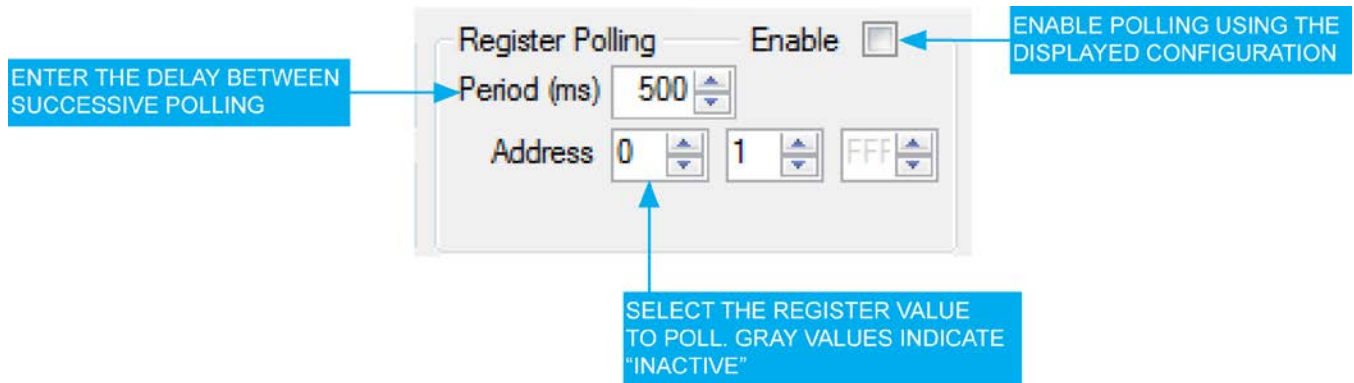 Register Polling Enable
ENABLE POLLING USING THE
DISPLAYED CONFIGURATION
ENTER THE DELAY BETWEEN
SUCCESSIVE POLLING
Period (ms) 500
Address 0 1 FFF
SELECT THE REGISTER VALUE
TO POLL. GRAY VALUES INDICATE
“INACTIVE”